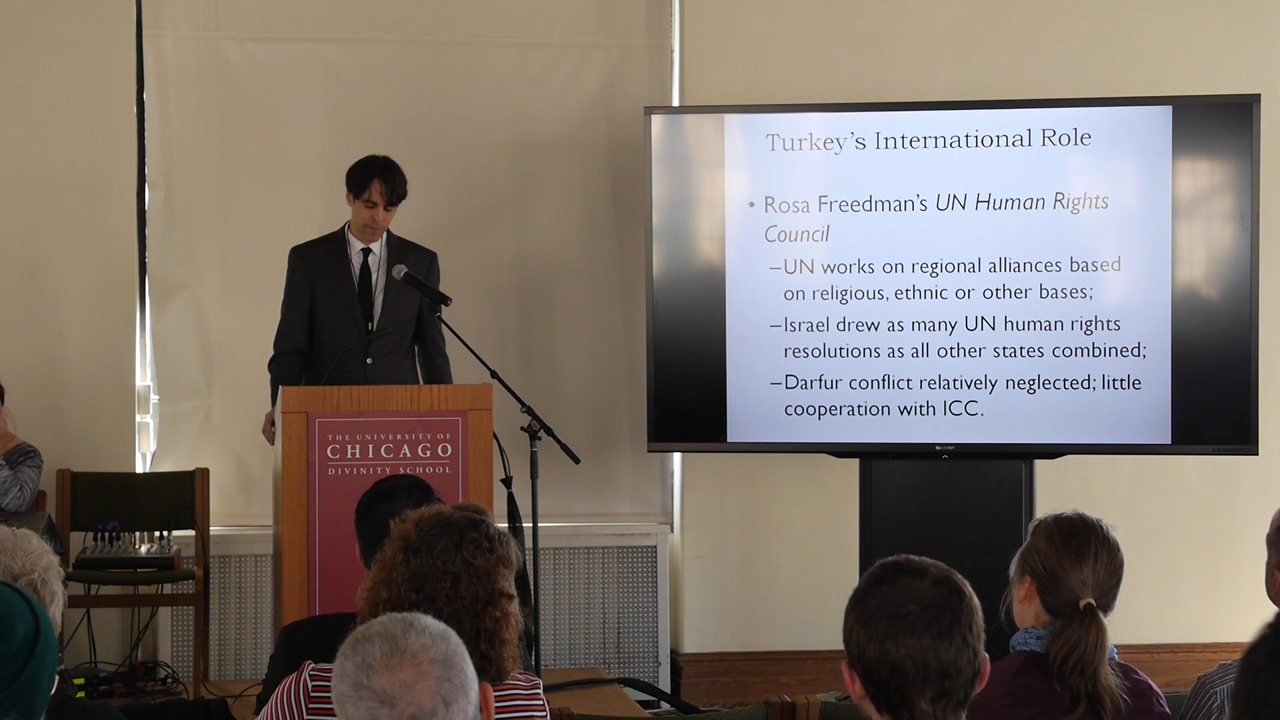 THE UNIVERSITY OF
CHICAGO
DIVINITY SCHOOL
Turkey's International Role
• Rosa Freedman's UN Human Rights
Council
–UN works on regional alliances based
on religious, ethnic or other bases;
–Israel drew as many UN human rights
resolutions as all other states combined;
–Darfur conflict relatively neglected; little
cooperation with ICC.